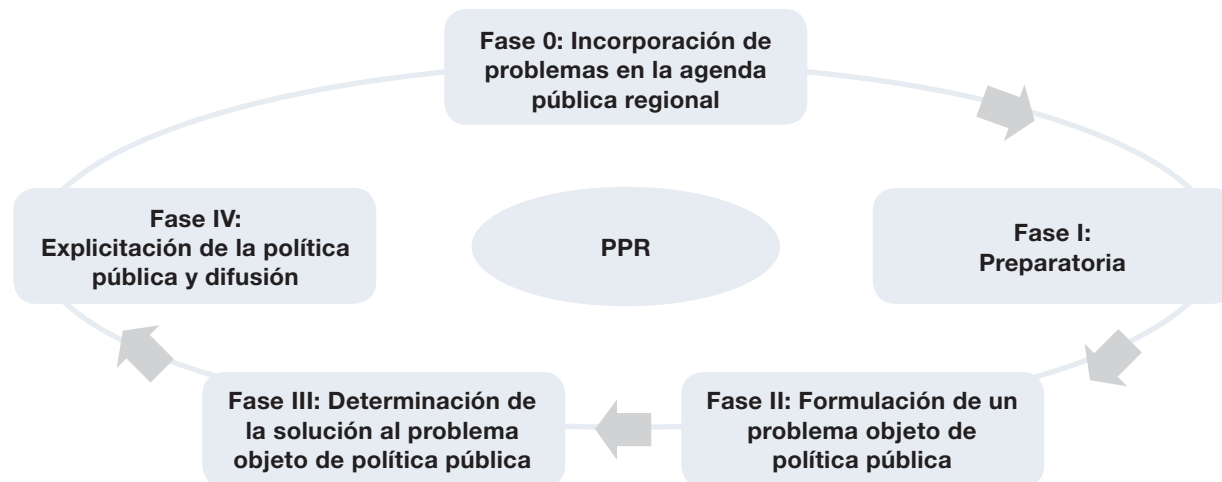 Fase 0: Incorporación de
problemas en la agenda
pública regional
Fase IV:
Explicitación de la política
pública y difusión
PPR
Fase I:
Preparatoria
Fase III: Determinación de
la solución al problema
objeto de política pública
Fase II: Formulación de un
problema objeto de
política pública